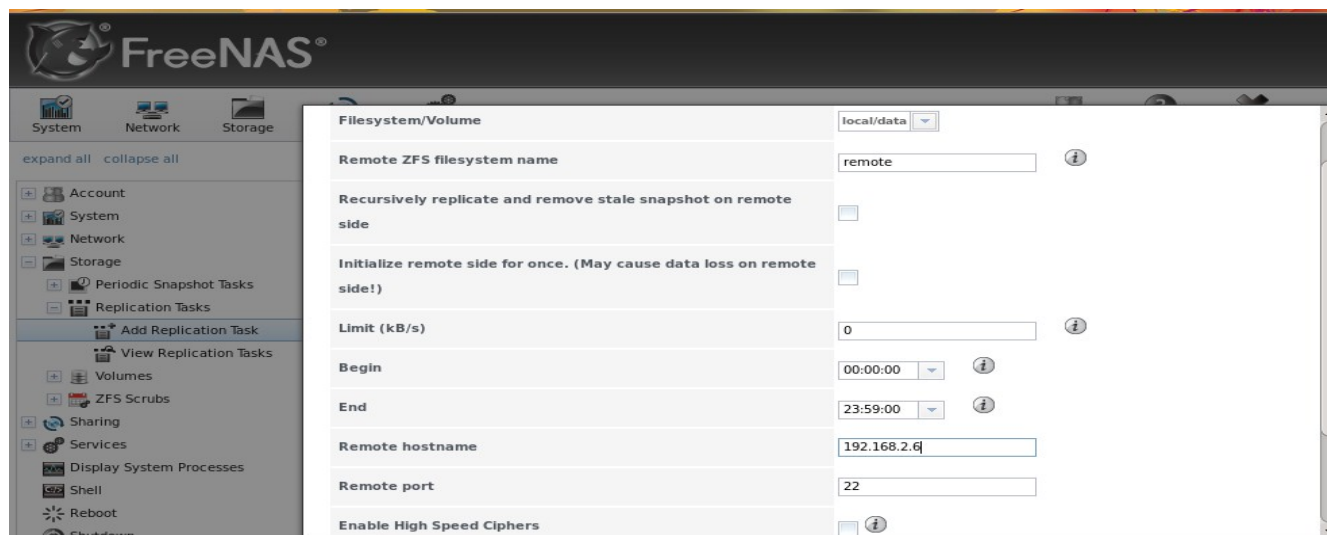 FreeNAS®
System
Network
Storage
expand all collapse all
Account
System
Network
Storage
Periodic Snapshot Tasks
Replication Tasks
Add Replication Task
View Replication Tasks
Volumes
ZFS Scrubs
Sharing
Services
Display System Processes
Shell
Reboot
Shutdown
Filesystem/Volume local/data
Remote ZFS filesystem name remote
Recursively replicate and remove stale snapshot on remote
side
Initialize remote side for once. (May cause data loss on remote
side!)
Limit (kB/s) 0
Begin 00:00:00
End 23:59:00
Remote hostname 192.168.2.6
Remote port 22
Enable High Speed Ciphers